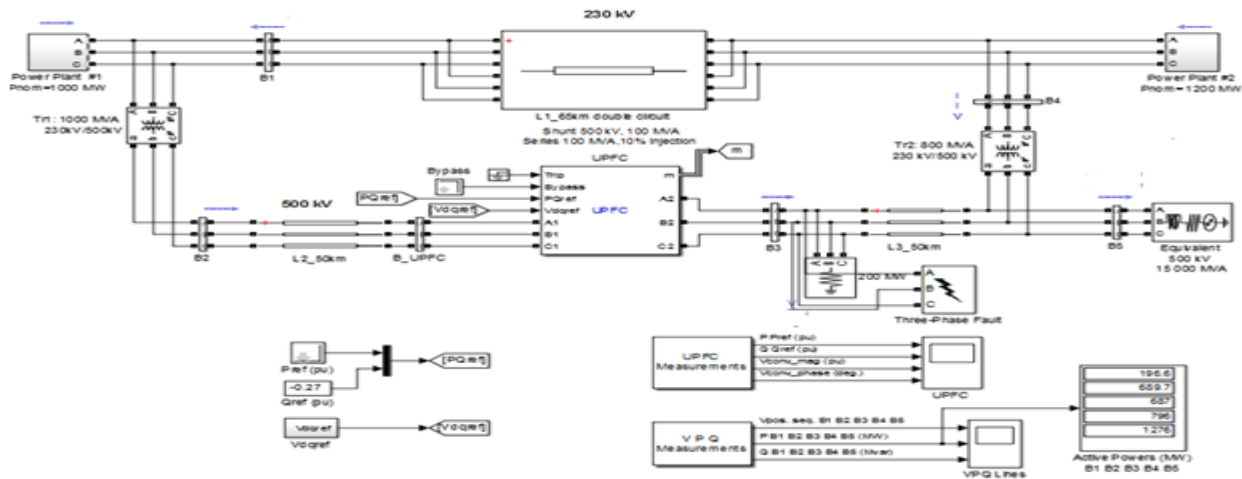 230 kV
A
B
C
Power Plant #1
Pnom=1000 MW
B1
L1_65km double circuit
A
B
C
Power Plant #2
Pnom=1200 MW
B4
Tr1: 1000 MVA
230kV/500kV
Shunt 500 kV, 100 MVA
Series 100 MVA,10% Injection
UPFC
Tr2: 800 MVA
230 kV/500 kV
Bypass
[PQref]
[Vdqref]
Trip
Bypass
PQref
Vdqref
A1
B1
C1
UPFC
m
A2
B2
C2
m
500 kV
B2
L2_50km
B_UPFC
B3
L3_50km
B5
A
B
C
Equivalent
500 kV
15 000 MVA
200 MW
A
B
C
Three-Phase Fault
Pref (pu)
-0.27
Qref (pu)
[PQref]
Vdqref
Vdqref
[Vdqref]
UPFC
Measurements
P Pref (pu)
Q Qref (pu)
Vconv_mag (pu)
Vconv_phase (deg.)
UPFC
V P Q
Measurements
Vpos. seq. B1 B2 B3 B4 B5
P B1 B2 B3 B4 B5 (MW)
Q B1 B2 B3 B4 B5 (Mvar)
VPQ Lines
196.6
689.7
687
796
1276
Active Powers (MW)
B1 B2 B3 B4 B5